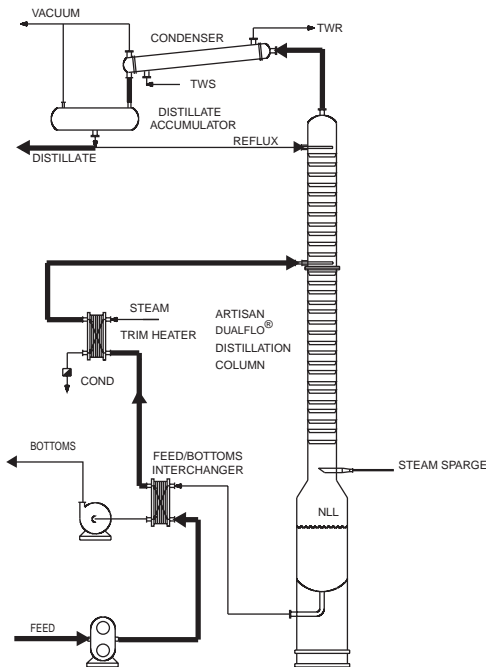 VACUUM
CONDENSER
TWR
TWS
DISTILLATE
ACCUMULATOR
REFLUX
DISTILLATE
STEAM
TRIM HEATER
ARTISAN
DUALFLO®
DISTILLATION
COLUMN
COND
BOTTOMS
FEED/BOTTOMS
INTERCHANGER
STEAM SPARGE
NLL
FEED